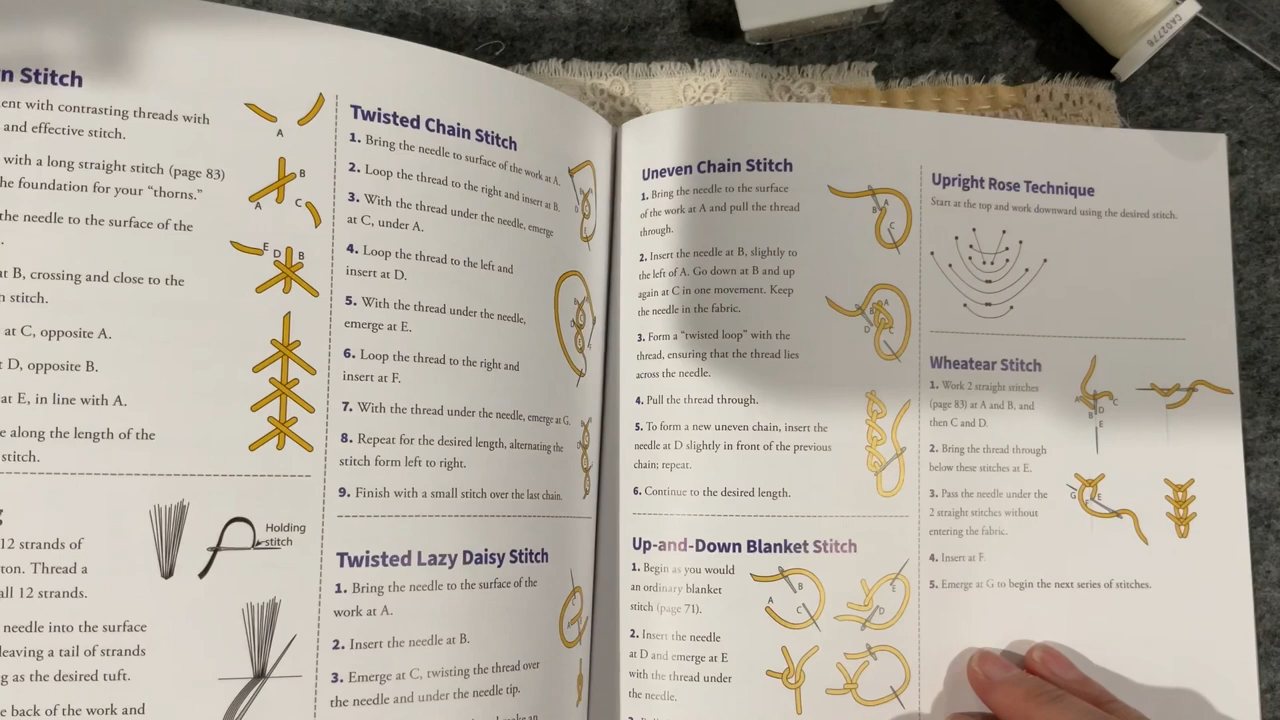 n Stitch
ent with contrasting threads with
and effective stitch.
with a long straight stitch (page 83)
he foundation for your “thorns.”
the needle to the surface of the
.
at B, crossing and close to the
h stitch.
at C, opposite A.
t D, opposite B.
at E, in line with A.
e along the length of the
stitch.
A
B
A
C
E
D
B
12 strands of
ton. Thread a
all 12 strands.
needle into the surface
leaving a tail of strands
g as the desired tuft.
e back of the work and
Holding
stitch
Twisted Chain Stitch
1. Bring the needle to surface of the work at A.
2. Loop the thread to the right and insert at B.
3. With the thread under the needle, emerge
at C, under A.
4. Loop the thread to the left and
insert at D.
5. With the thread under the needle,
emerge at E.
6. Loop the thread to the right and
insert at F.
7. With the thread under the needle, emerge at G.
8. Repeat for the desired length, alternating the
stitch form left to right.
9. Finish with a small stitch over the last chain.
Twisted Lazy Daisy Stitch
1. Bring the needle to the surface of the
work at A.
2. Insert the needle at B.
3. Emerge at C, twisting the thread over
the needle and under the needle tip.
Uneven Chain Stitch
1. Bring the needle to the surface
of the work at A and pull the thread
through.
2. Insert the needle at B, slightly to
the left of A. Go down at B and up
again at C in one movement. Keep
the needle in the fabric.
3. Form a “twisted loop” with the
thread, ensuring that the thread lies
across the needle.
4. Pull the thread through.
5. To form a new uneven chain, insert the
needle at D slightly in front of the previous
chain; repeat.
6. Continue to the desired length.
A
B
C
A
B
D
C
Up-and-Down Blanket Stitch
1. Begin as you would
an ordinary blanket
stitch (page 71).
2. Insert the needle
at D and emerge at E
with the thread under
the needle.
A
B
C
E
D
Upright Rose Technique
Start at the top and work downward using the desired stitch.
Wheatear Stitch
1. Work 2 straight stitches
(page 83) at A and B, and
then C and D.
2. Bring the thread through
below these stitches at E.
3. Pass the needle under the
2 straight stitches without
entering the fabric.
4. Insert at F.
5. Emerge at G to begin the next series of stitches.
A
C
B
D
E
G
F
E
CA02776